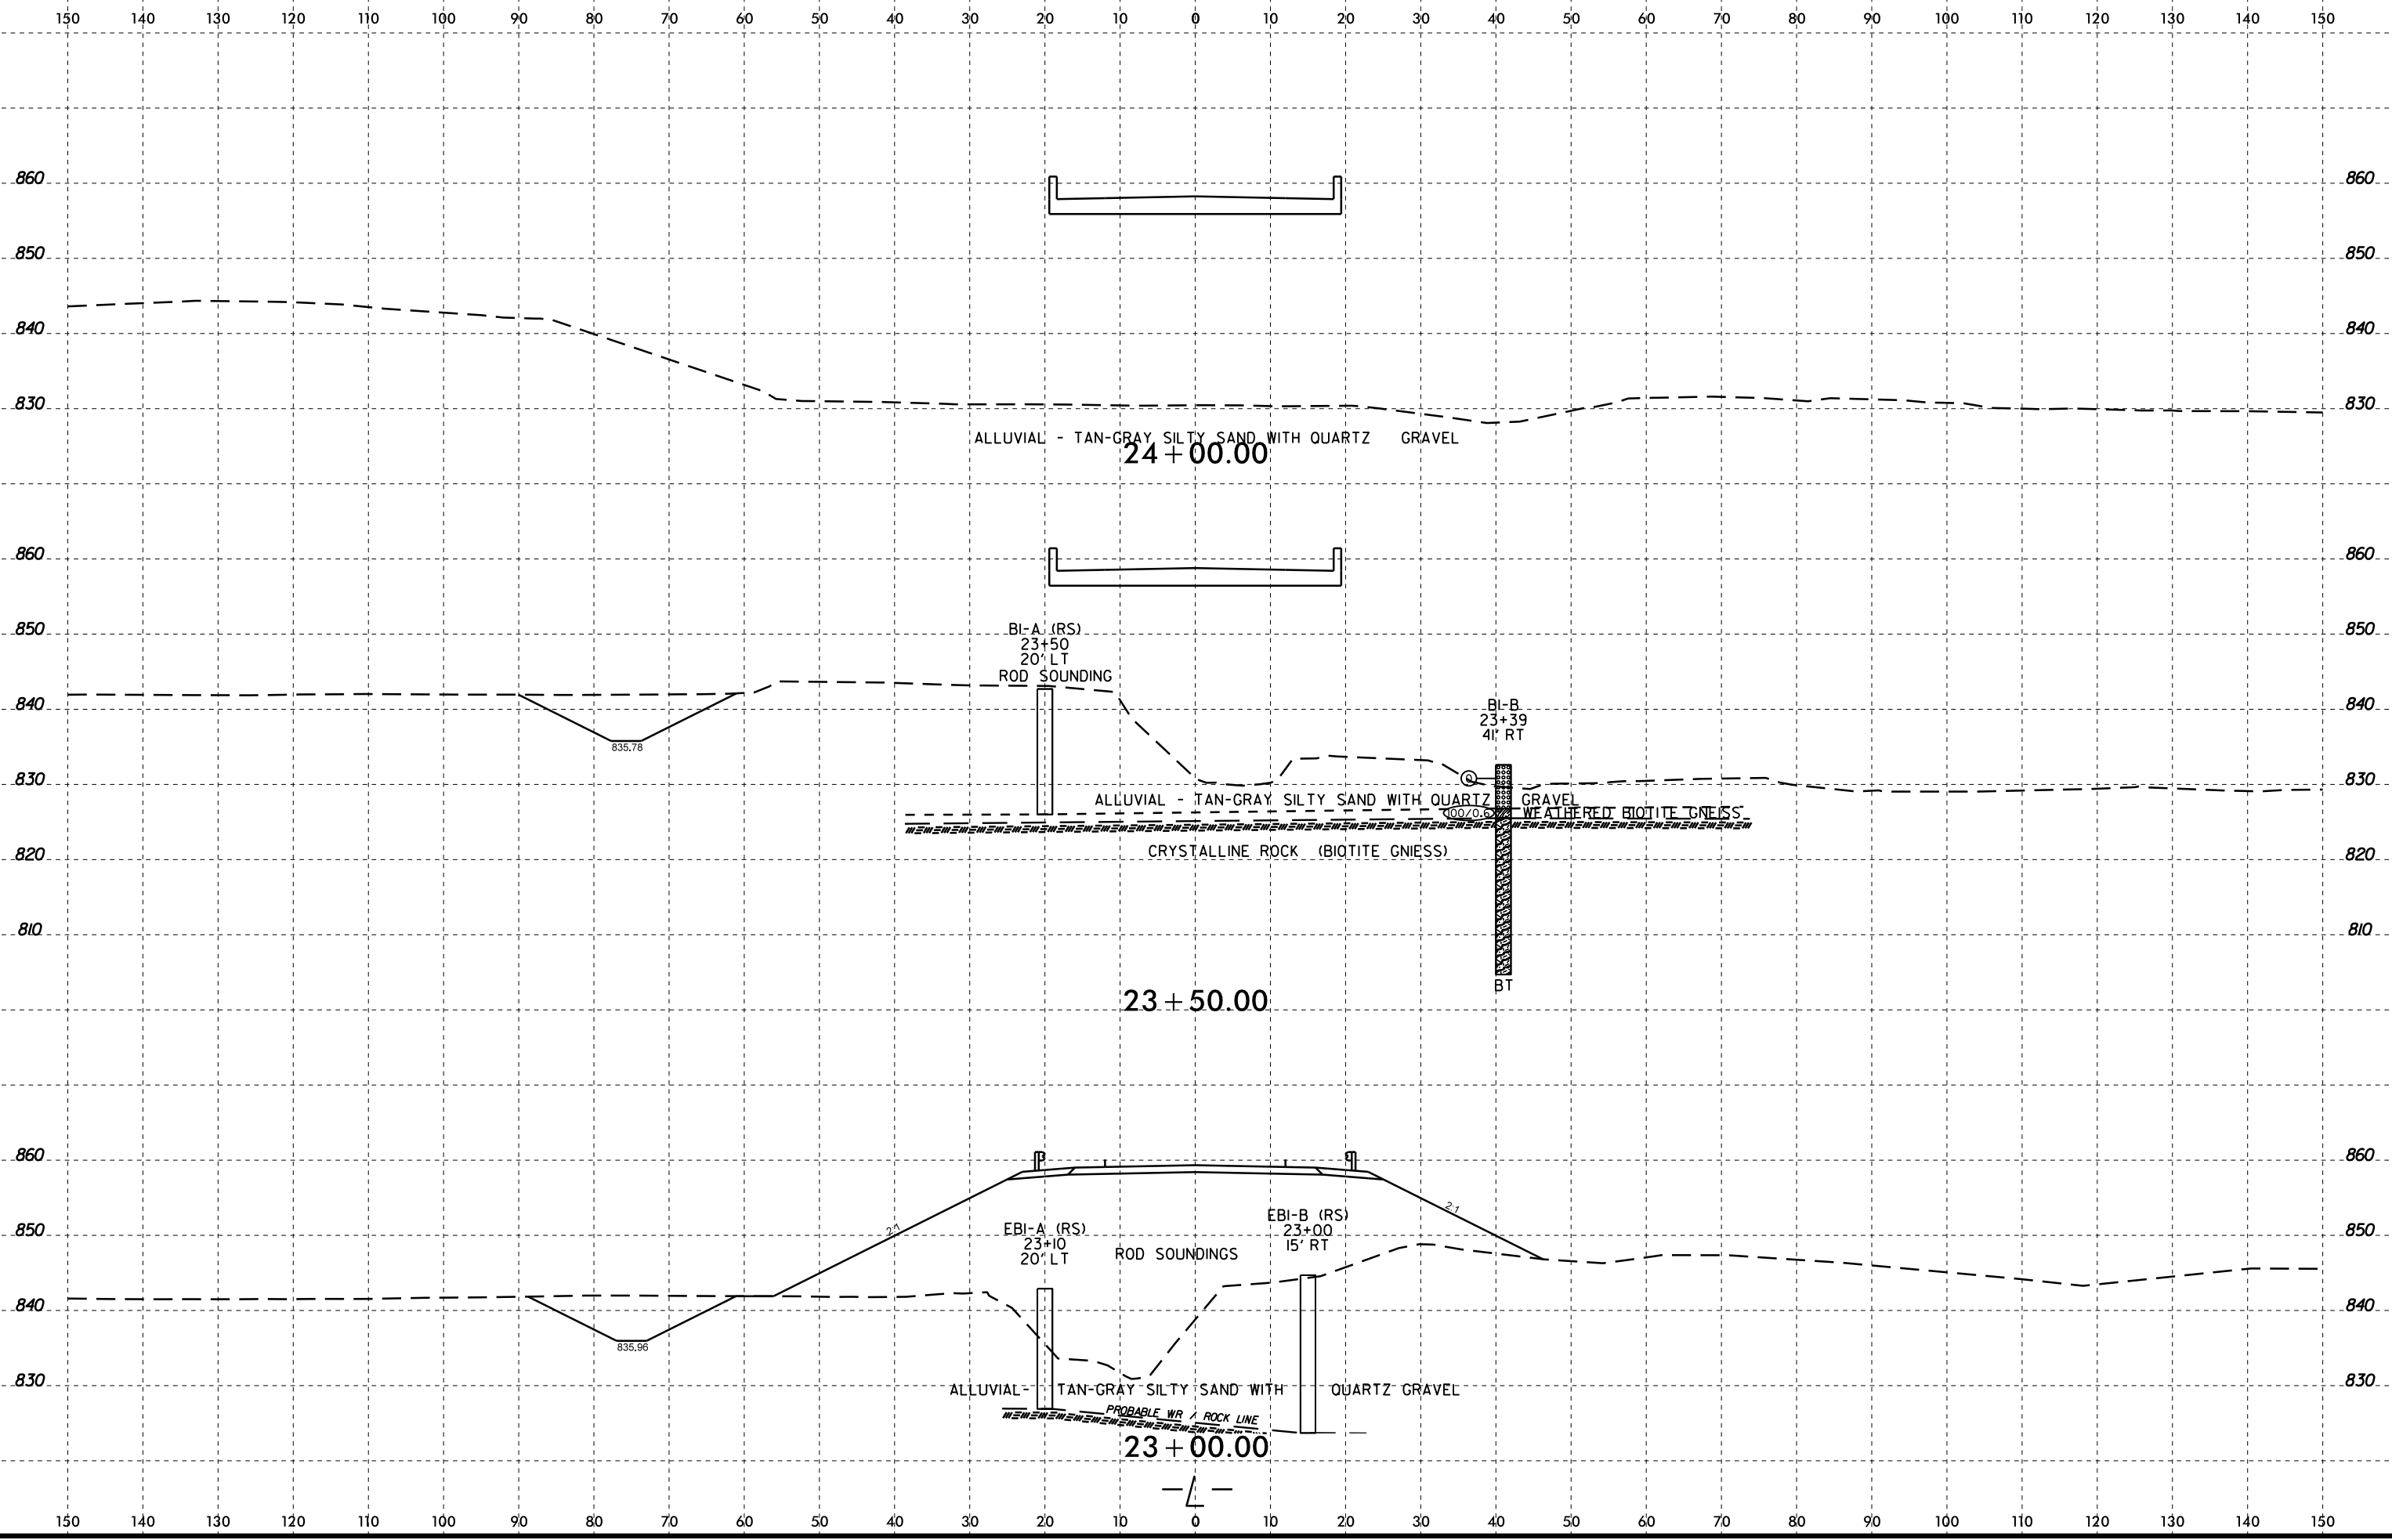 150 140 130 120 110 100 90 80 70 60 50 40 30 20 10 0 10 20 30 40 50 60 70 80 90 100 110 120 130 140 150
860 860
850 850
840 840
830 830
ALLUVIAL - TAN-GRAY SILTY SAND WITH QUARTZ GRAVEL
24+00.00
860 860
850 850
B1-A (RS)
23+50
20' LT
ROD SOUNDING
840 840
B1-B
23+39
41' RT
835.78
830 830
0
ALLUVIAL - TAN-GRAY SILTY SAND WITH QUARTZ GRAVEL
100/0.6 WEATHERED BIOTITE GNEISS
820 820
CRYSTALLINE ROCK (BIOTITE GNIESS)
810 810
BT
23+50.00
860 860
2:1 2:1
850 850
EB1-A (RS)
23+10
20' LT
EB1-B (RS)
23+00
15' RT
ROD SOUNDINGS
840 840
835.96
830 830
ALLUVIAL- TAN-GRAY SILTY SAND WITH QUARTZ GRAVEL
PROBABLE WR / ROCK LINE
23+00.00
-L-
150 140 130 120 110 100 90 80 70 60 50 40 30 20 10 0 10 20 30 40 50 60 70 80 90 100 110 120 130 140 150